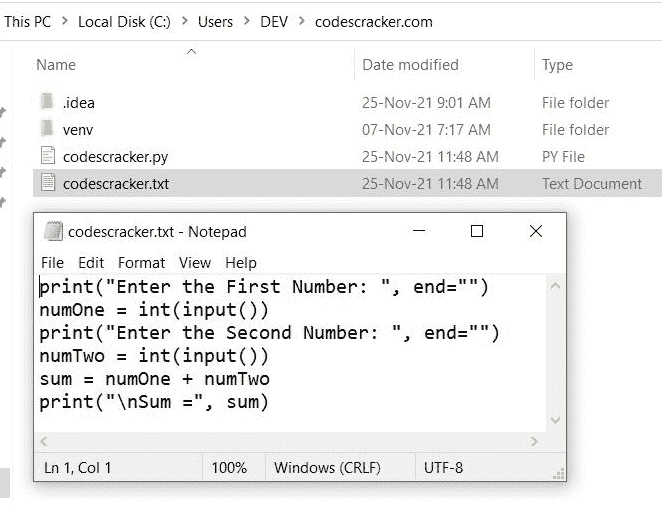 This PC > Local Disk (C:) > Users > DEV > codescracker.com
Name Date modified Type
.idea 25-Nov-21 9:01 AM File folder
venv 07-Nov-21 7:17 AM File folder
codescracker.py 25-Nov-21 11:48 AM PY File
codescracker.txt 25-Nov-21 11:48 AM Text Document
codescracker.txt - Notepad
File Edit Format View Help
print("Enter the First Number: ", end="")
numOne = int(input())
print("Enter the Second Number: ", end="")
numTwo = int(input())
sum = numOne + numTwo
print("\nSum =", sum)
Ln 1, Col 1 100% Windows (CRLF) UTF-8